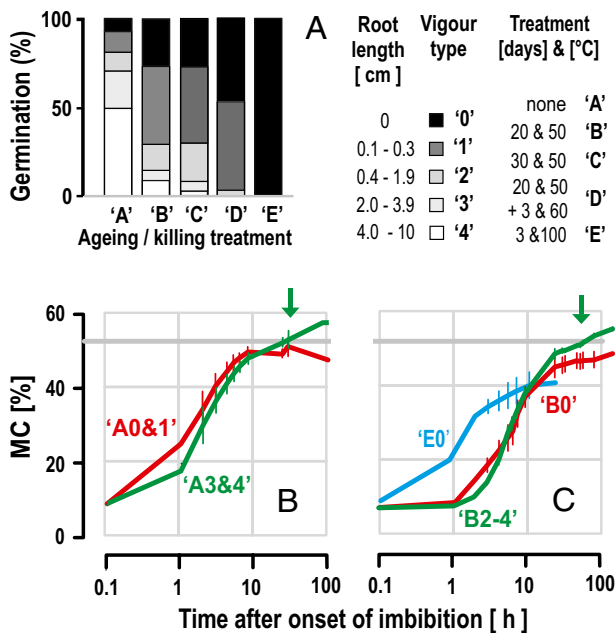 A
Germination (%)
100
50
0
'A' 'B' 'C' 'D' 'E'
Ageing / killing treatment
Root length [ cm ]
Vigour type
Treatment [days] & [°C]
0 '0'
0.1 - 0.3 '1'
0.4 - 1.9 '2'
2.0 - 3.9 '3'
4.0 - 10 '4'
none 'A'
20 & 50 'B'
30 & 50 'C'
20 & 50
+ 3 & 60 'D'
3 &100 'E'
MC [%]
60
40
20
0
'A0&1'
'A3&4'
B
0.1 1 10 100
'E0'
'B0'
'B2-4'
C
0.1 1 10 100
Time after onset of imbibition [ h ]